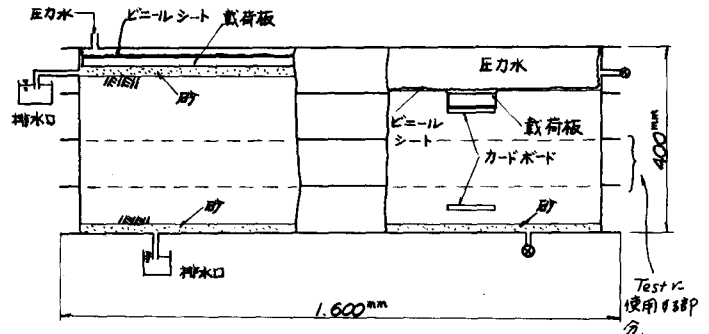 圧力水
ビニールシート
載荷板
砂
排水口
砂
排水口
圧力水
ビニール
シート
載荷板
カードボード
砂
400mm
1.600mm
Testに
使用する部
分.